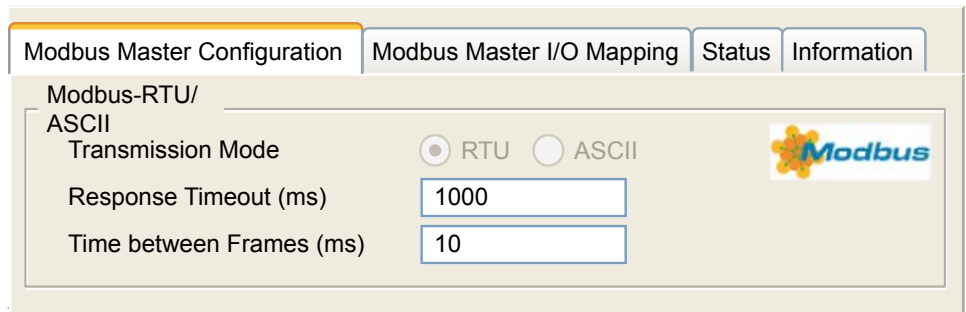 Modbus Master Configuration Modbus Master I/O Mapping Status Information
Modbus-RTU/
ASCII
Transmission Mode RTU ASCII
Modbus
Response Timeout (ms) 1000
Time between Frames (ms) 10